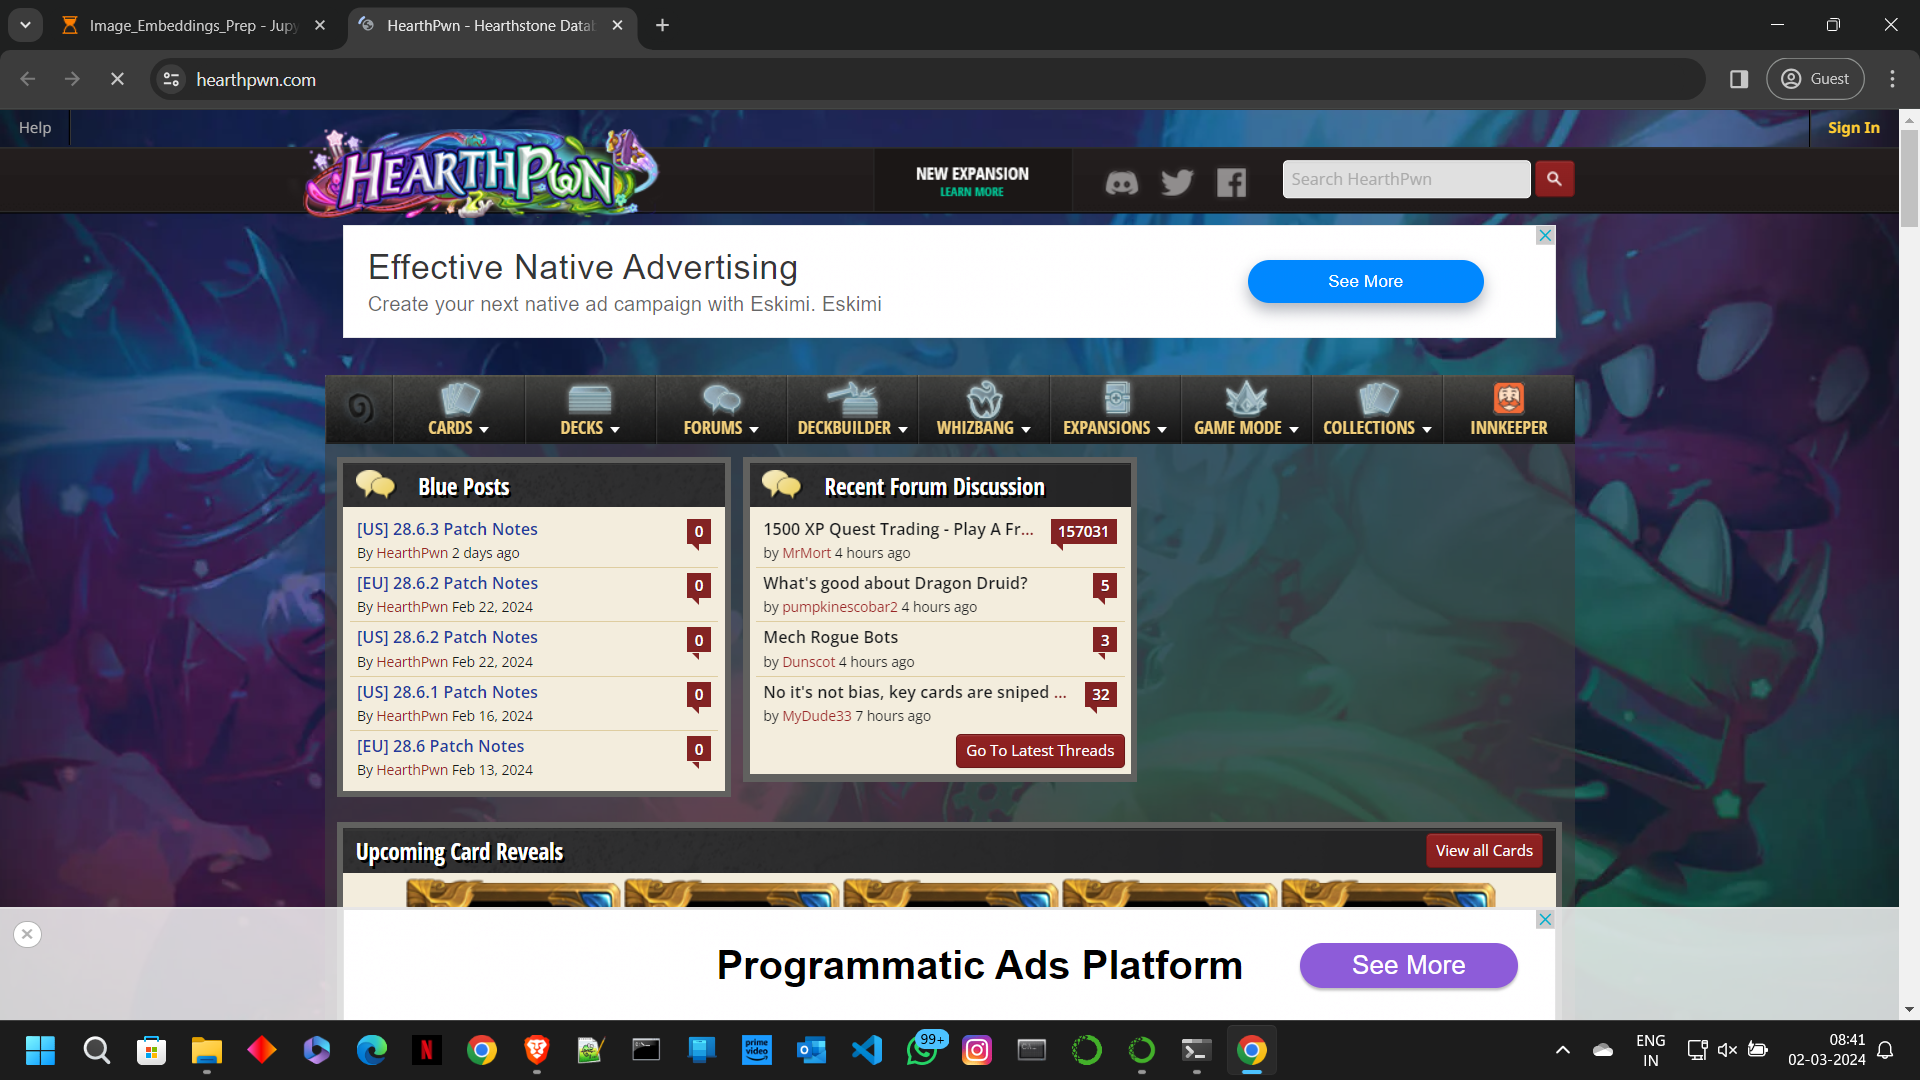 Image_Embeddings_Prep - Jupy
HearthPwn - Hearthstone Datab
hearthpwn.com
Guest
Help
Sign In
HEARTHPWN
NEW EXPANSION
LEARN MORE
Search HearthPwn
Effective Native Advertising
Create your next native ad campaign with Eskimi. Eskimi
See More
CARDS
DECKS
FORUMS
DECKBUILDER
WHIZBANG
EXPANSIONS
GAME MODE
COLLECTIONS
INNKEEPER
Blue Posts
[US] 28.6.3 Patch Notes 0
By HearthPwn 2 days ago
[EU] 28.6.2 Patch Notes 0
By HearthPwn Feb 22, 2024
[US] 28.6.2 Patch Notes 0
By HearthPwn Feb 22, 2024
[US] 28.6.1 Patch Notes 0
By HearthPwn Feb 16, 2024
[EU] 28.6 Patch Notes 0
By HearthPwn Feb 13, 2024
Recent Forum Discussion
1500 XP Quest Trading - Play A Fr... 157031
by MrMort 4 hours ago
What's good about Dragon Druid? 5
by pumpkinescobar2 4 hours ago
Mech Rogue Bots 3
by Dunscot 4 hours ago
No it's not bias, key cards are sniped ... 32
by MyDude33 7 hours ago
Go To Latest Threads
Upcoming Card Reveals
View all Cards
Programmatic Ads Platform
See More
99+
prime video
ENG
IN
08:41
02-03-2024